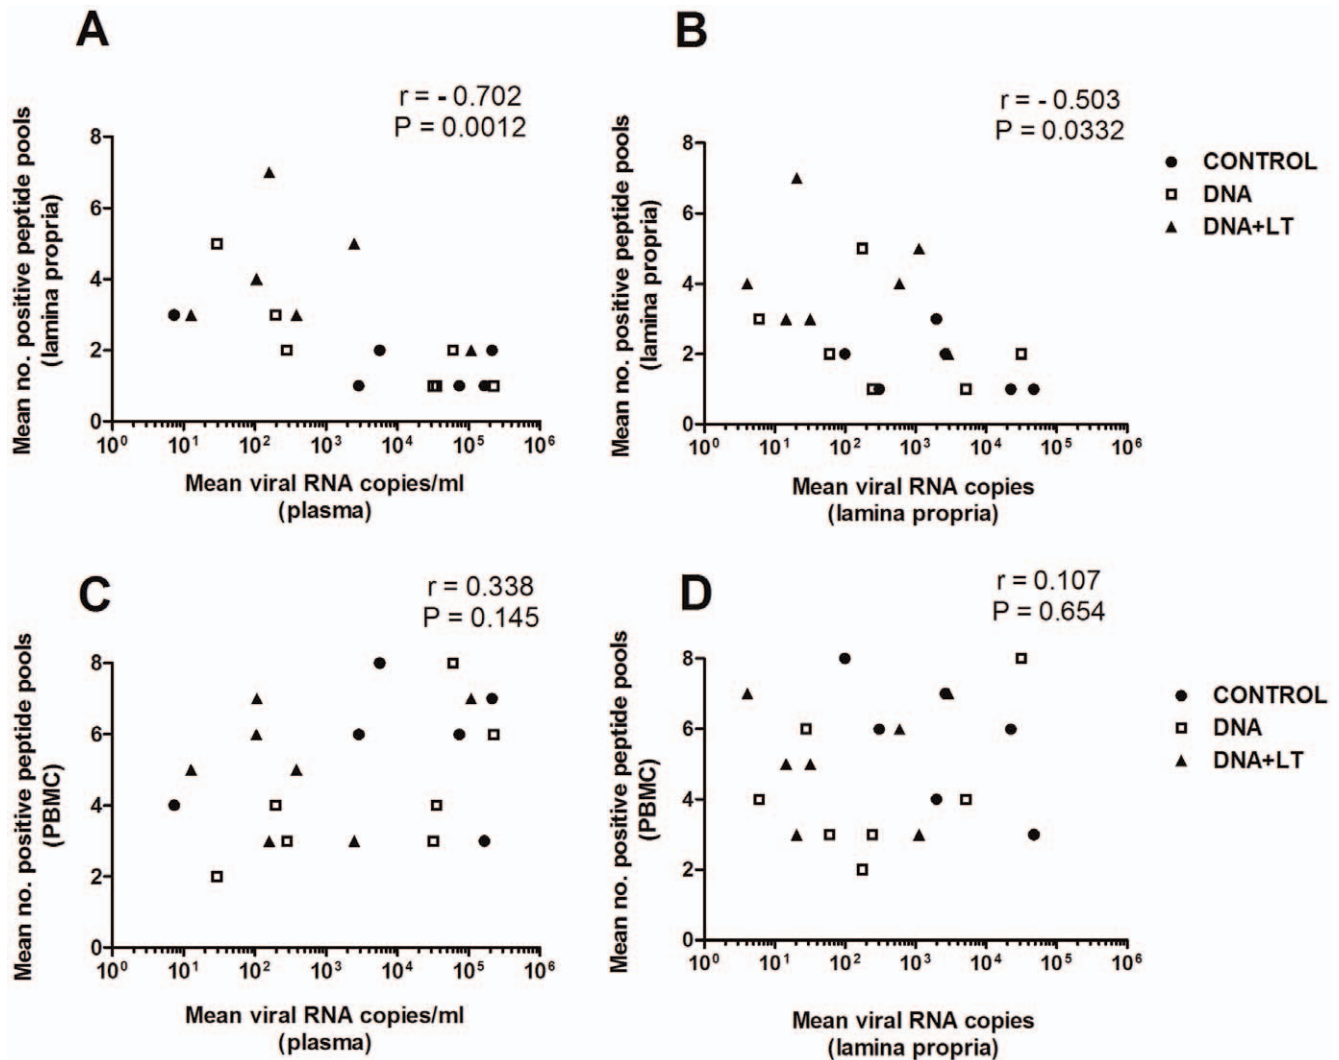 A
r = - 0.702
P = 0.0012
Mean no. positive peptide pools
(lamina propria)
8
6
4
2
0
10^0 10^1 10^2 10^3 10^4 10^5 10^6
Mean viral RNA copies/ml
(plasma)
B
r = - 0.503
P = 0.0332
Mean no. positive peptide pools
(lamina propria)
8
6
4
2
0
10^0 10^1 10^2 10^3 10^4 10^5 10^6
Mean viral RNA copies
(lamina propria)
CONTROL
DNA
DNA+LT
C
r = 0.338
P = 0.145
Mean no. positive peptide pools
(PBMC)
8
6
4
2
0
10^0 10^1 10^2 10^3 10^4 10^5 10^6
Mean viral RNA copies/ml
(plasma)
D
r = 0.107
P = 0.654
Mean no. positive peptide pools
(PBMC)
8
6
4
2
0
10^0 10^1 10^2 10^3 10^4 10^5 10^6
Mean viral RNA copies
(lamina propria)
CONTROL
DNA
DNA+LT